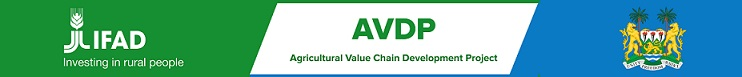 IFAD
Investing in rural people
AVDP
Agricultural Value Chain Development Project